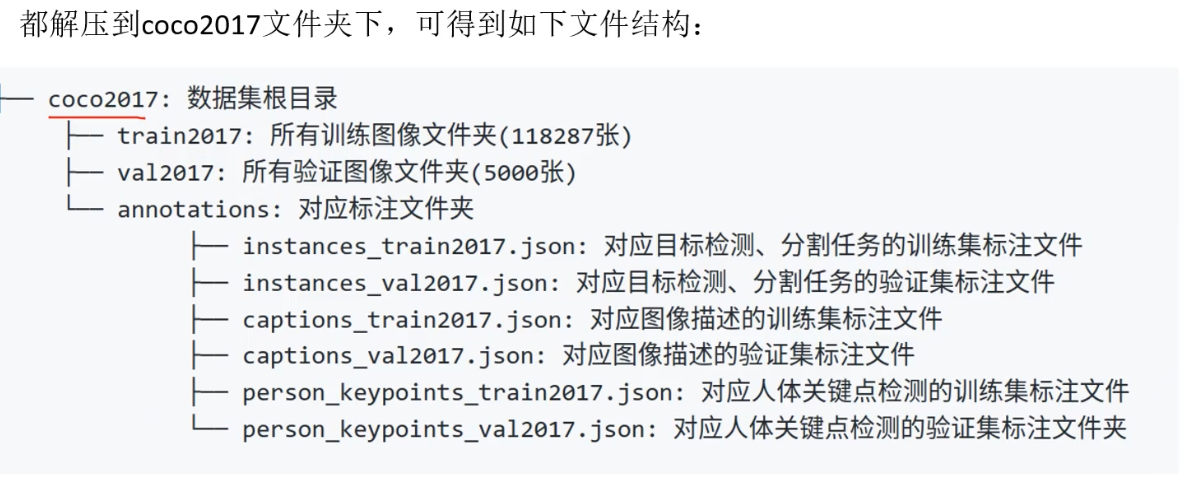 都解压到coco2017文件夹下，可得到如下文件结构：
├── coco2017: 数据集根目录
├── train2017: 所有训练图像文件夹(118287张)
├── val2017: 所有验证图像文件夹(5000张)
└── annotations: 对应标注文件夹
├── instances_train2017.json: 对应目标检测、分割任务的训练集标注文件
├── instances_val2017.json: 对应目标检测、分割任务的验证集标注文件
├── captions_train2017.json: 对应图像描述的训练集标注文件
├── captions_val2017.json: 对应图像描述的验证集标注文件
├── person_keypoints_train2017.json: 对应人体关键点检测的训练集标注文件
└── person_keypoints_val2017.json: 对应人体关键点检测的验证集标注文件夹